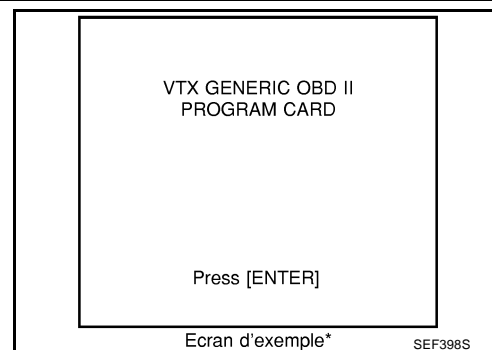 VTX GENERIC OBD II
PROGRAM CARD
Press [ENTER]
Ecran d'exemple*
SEF398S